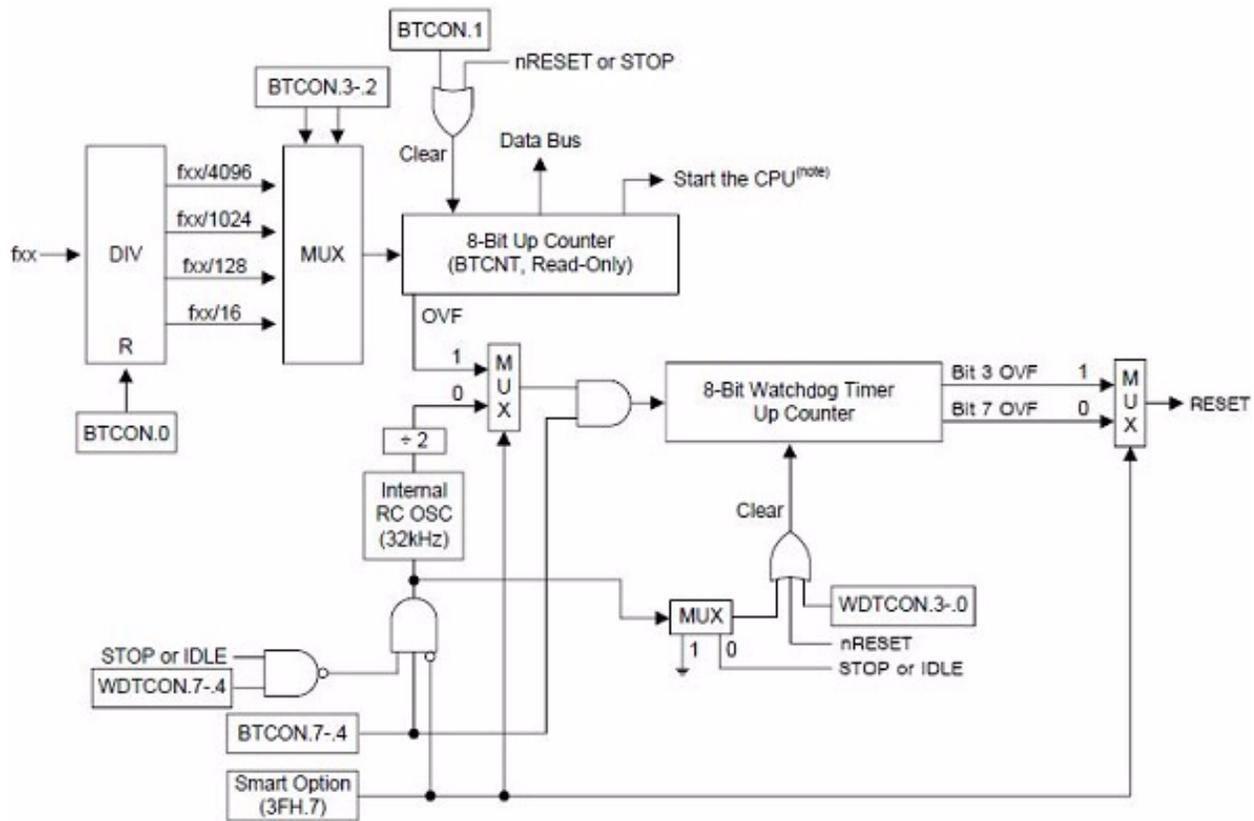 BTCON.1
nRESET or STOP
BTCON.3-.2
Clear
Data Bus
Start the CPU(note)
fxx/4096
fxx/1024
fxx/128
fxx/16
fxx
DIV
R
MUX
8-Bit Up Counter
(BTCNT, Read-Only)
BTCON.0
OVF
1
0
M
U
X
÷ 2
Internal
RC OSC
(32kHz)
8-Bit Watchdog Timer
Up Counter
Bit 3 OVF
1
Bit 7 OVF
0
M
U
X
RESET
Clear
MUX
1
0
WDTCON.3-.0
nRESET
STOP or IDLE
STOP or IDLE
WDTCON.7-.4
BTCON.7-.4
Smart Option
(3FH.7)